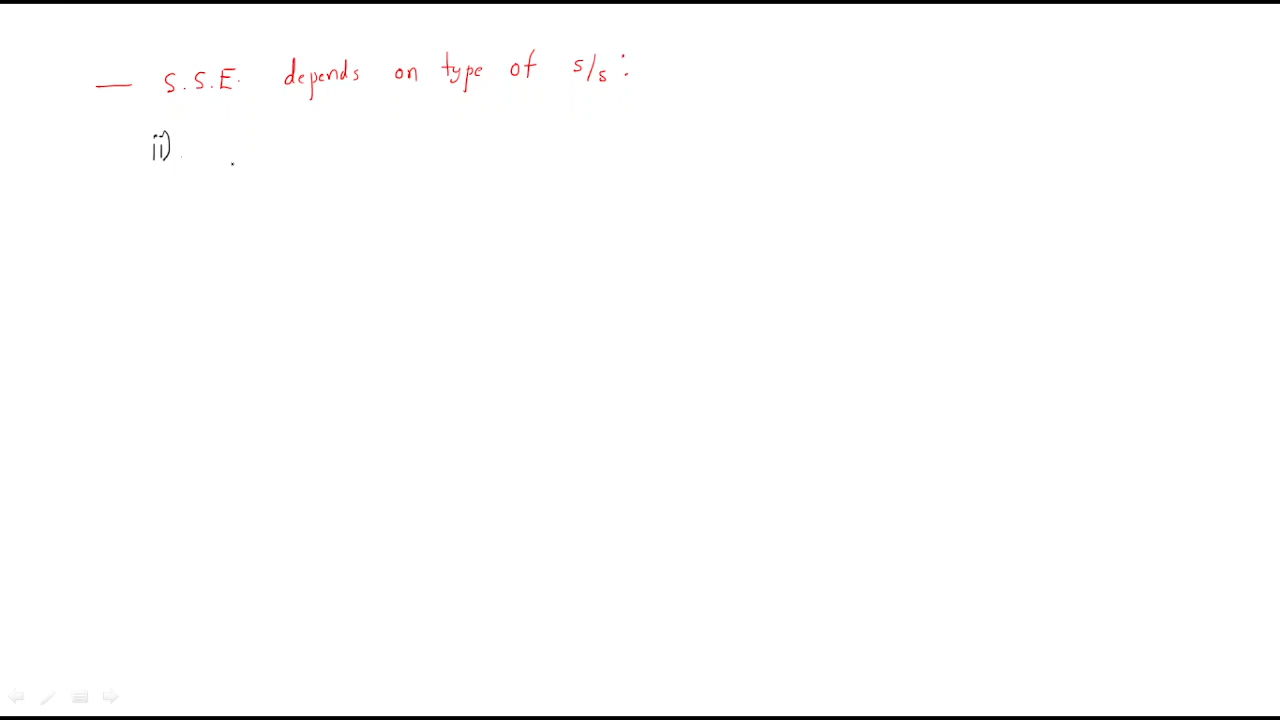 — S.S.E. depends on type of s/s:
ii)